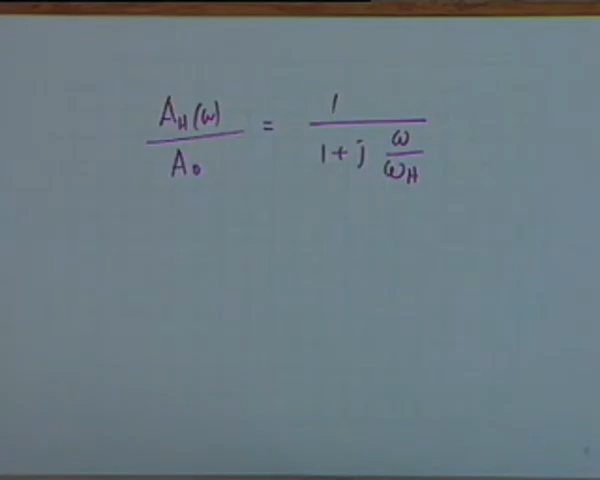 A_H(ω) / A_0 = 1 / (1 + j ω/ω_H)